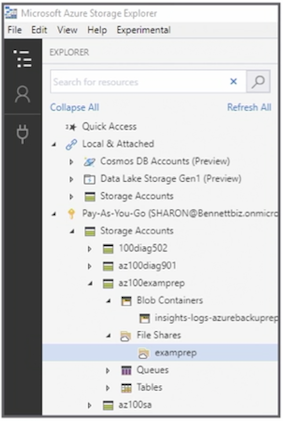 Microsoft Azure Storage Explorer
File Edit View Help Experimental
EXPLORER
Search for resources
Collapse All Refresh All
Quick Access
Local & Attached
Cosmos DB Accounts (Preview)
Data Lake Storage Gen1 (Preview)
Storage Accounts
Pay-As-You-Go (SHARON@Bennettbiz.onmicro
Storage Accounts
100diag502
az100diag901
az100examprep
Blob Containers
insights-logs-azurebackuprep
File Shares
examprep
Queues
Tables
az100sa